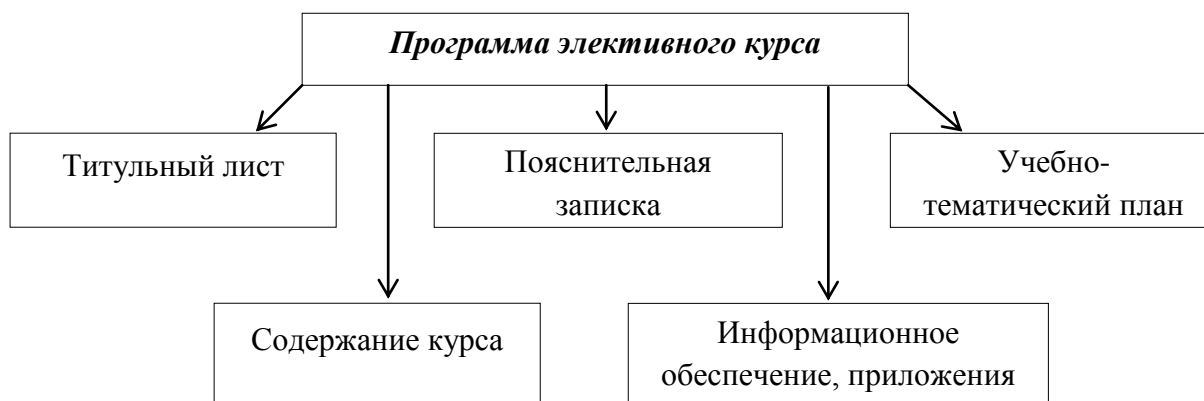 Программа элективного курса
Титульный лист
Пояснительная
записка
Учебно-
тематический план
Содержание курса
Информационное
обеспечение, приложения